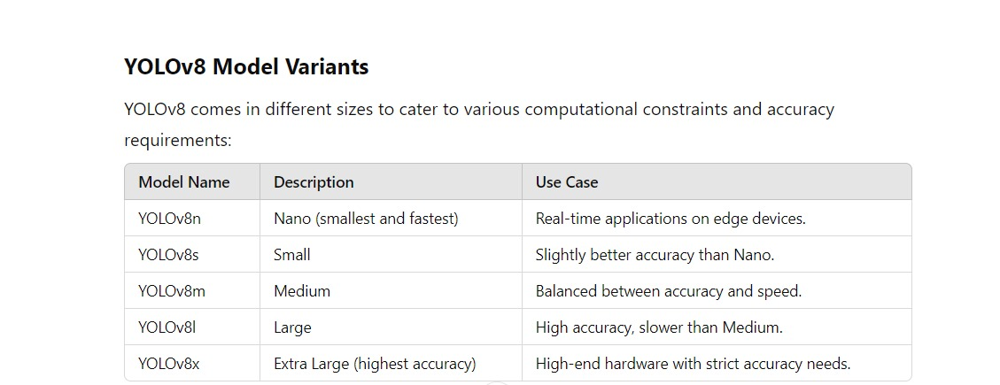 YOLOv8 Model Variants
YOLOv8 comes in different sizes to cater to various computational constraints and accuracy
requirements:
Model Name Description Use Case
YOLOv8n Nano (smallest and fastest) Real-time applications on edge devices.
YOLOv8s Small Slightly better accuracy than Nano.
YOLOv8m Medium Balanced between accuracy and speed.
YOLOv8l Large High accuracy, slower than Medium.
YOLOv8x Extra Large (highest accuracy) High-end hardware with strict accuracy needs.